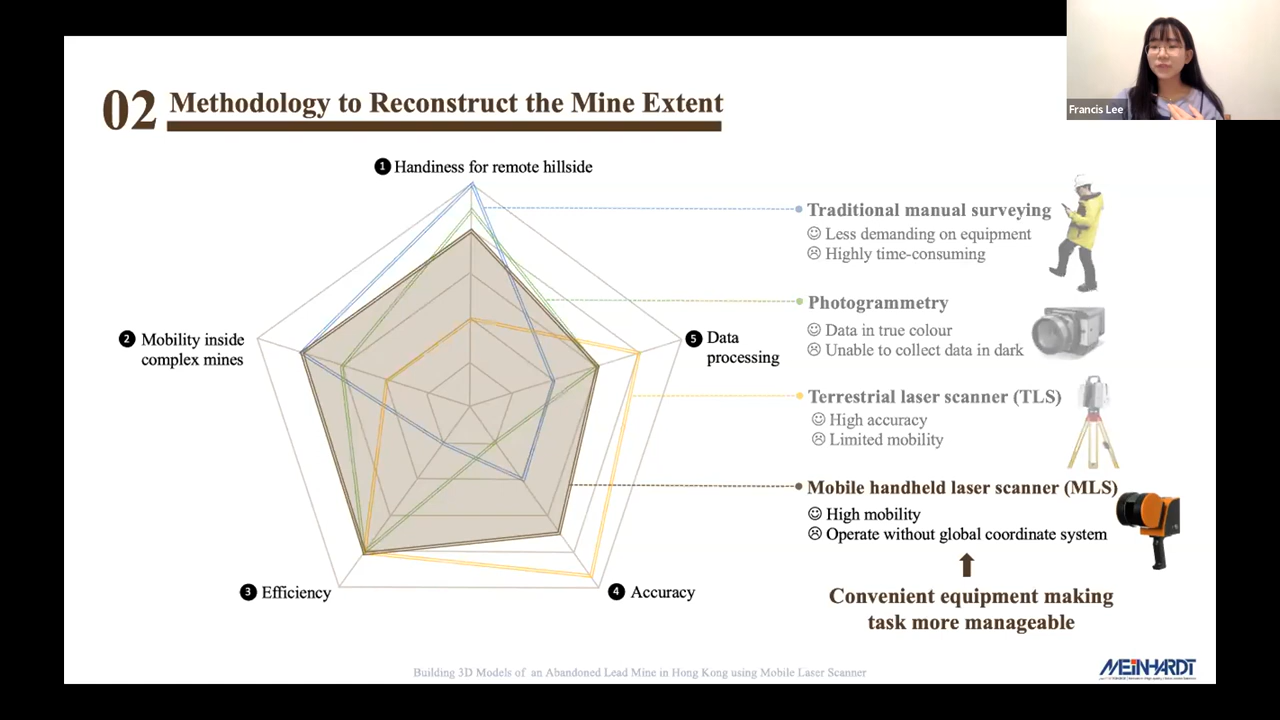 Francis Lee
02 Methodology to Reconstruct the Mine Extent
1 Handiness for remote hillside
2 Mobility inside
complex mines
3 Efficiency
4 Accuracy
5 Data
processing
Traditional manual surveying
☺ Less demanding on equipment
☹ Highly time-consuming
Photogrammetry
☺ Data in true colour
☹ Unable to collect data in dark
Terrestrial laser scanner (TLS)
☺ High accuracy
☹ Limited mobility
Mobile handheld laser scanner (MLS)
☺ High mobility
☹ Operate without global coordinate system
Convenient equipment making
task more manageable
Building 3D Models of an Abandoned Lead Mine in Hong Kong using Mobile Laser Scanner
MEINHARDT